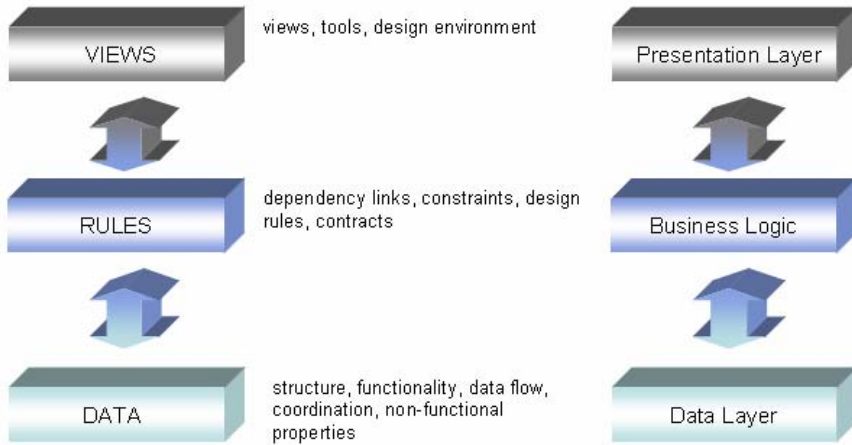 VIEWS
views, tools, design environment
Presentation Layer
RULES
dependency links, constraints, design
rules, contracts
Business Logic
DATA
structure, functionality, data flow,
coordination, non-functional
properties
Data Layer